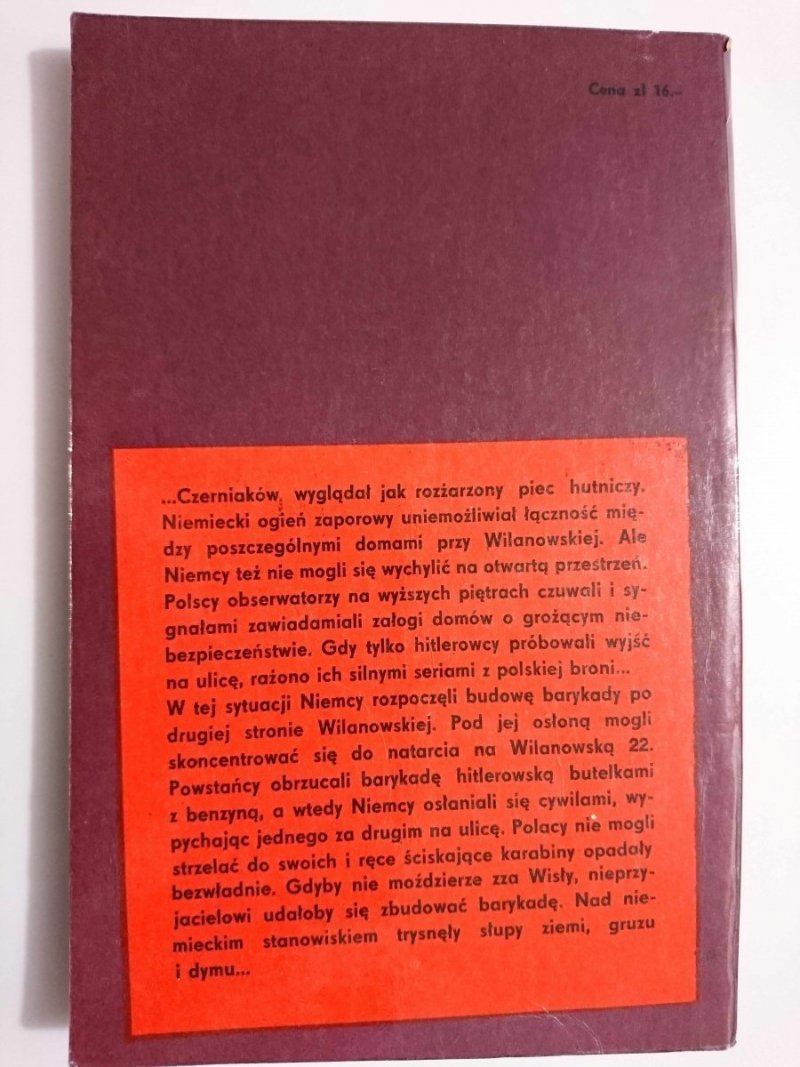 Cena zł 16.–
...Czerniaków wyglądał jak rozżarzony piec hutniczy.
Niemiecki ogień zaporowy uniemożliwiał łączność mię-
dzy poszczególnymi domami przy Wilanowskiej. Ale
Niemcy też nie mogli się wychylić na otwartą przestrzeń.
Polscy obserwatorzy na wyższych piętrach czuwali i sy-
gnałami zawiadamiali załogi domów o grożącym nie-
bezpieczeństwie. Gdy tylko hitlerowcy próbowali wyjść
na ulicę, rażono ich silnymi seriami z polskiej broni...
W tej sytuacji Niemcy rozpoczęli budowę barykady po
drugiej stronie Wilanowskiej. Pod jej osłoną mogli
skoncentrować się do natarcia na Wilanowską 22.
Powstańcy obrzucali barykadę hitlerowską butelkami
z benzyną, a wtedy Niemcy osłaniali się cywilami, wy-
pychając jednego za drugim na ulicę. Polacy nie mogli
strzelać do swoich i ręce ściskające karabiny opadały
bezwładnie. Gdyby nie moździerze zza Wisły, nieprzy-
jacielowi udałoby się zbudować barykadę. Nad nie-
mieckim stanowiskiem trysnęły słupy ziemi, gruzu
i dymu...